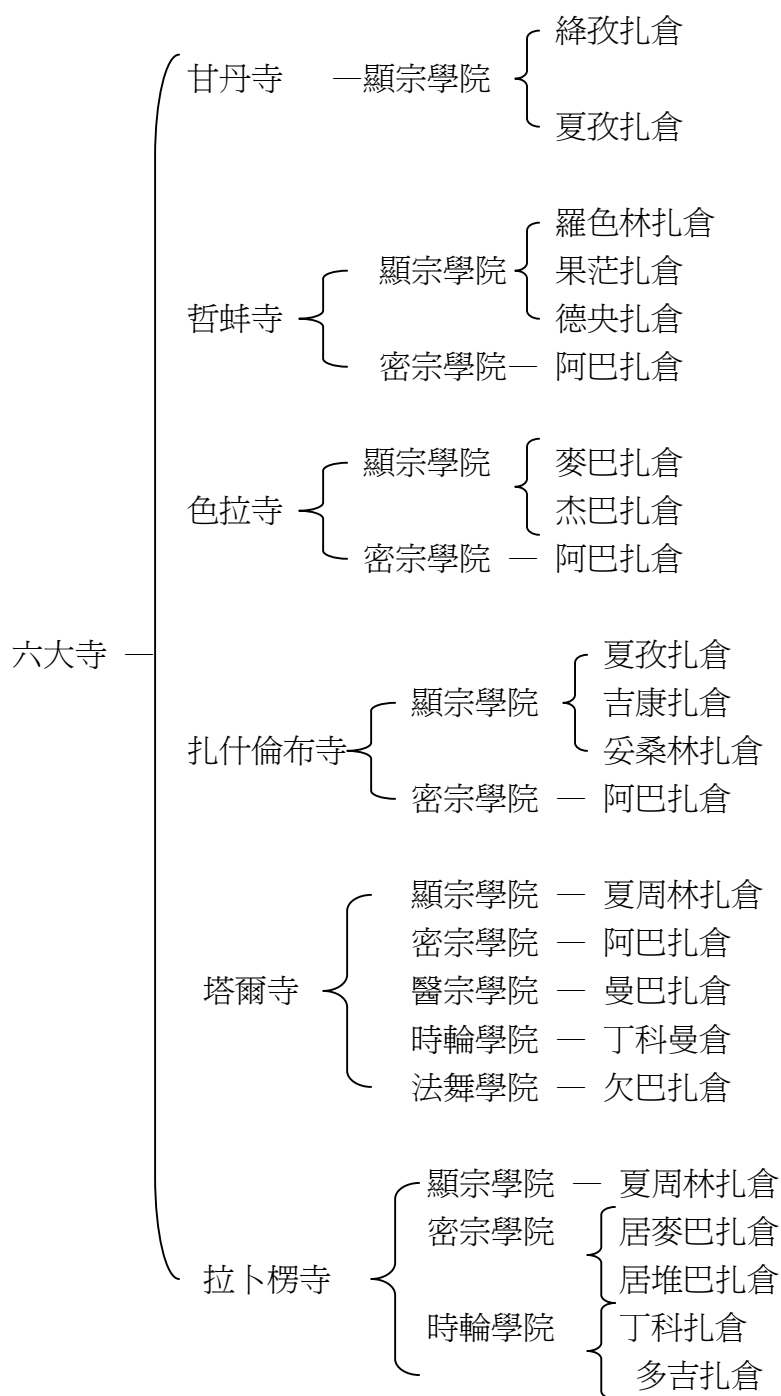 絳孜扎倉
甘丹寺 —顯宗學院
夏孜扎倉
羅色林扎倉
顯宗學院 果茫扎倉
哲蚌寺 德央扎倉
密宗學院— 阿巴扎倉
顯宗學院 麥巴扎倉
色拉寺 杰巴扎倉
密宗學院 — 阿巴扎倉
六大寺 — 夏孜扎倉
顯宗學院 吉康扎倉
扎什倫布寺 妥桑林扎倉
密宗學院 — 阿巴扎倉
顯宗學院 — 夏周林扎倉
密宗學院 — 阿巴扎倉
塔爾寺 醫宗學院 — 曼巴扎倉
時輪學院 — 丁科曼倉
法舞學院 — 欠巴扎倉
顯宗學院 — 夏周林扎倉
密宗學院 居麥巴扎倉
拉卜楞寺 居堆巴扎倉
時輪學院 丁科扎倉
多吉扎倉